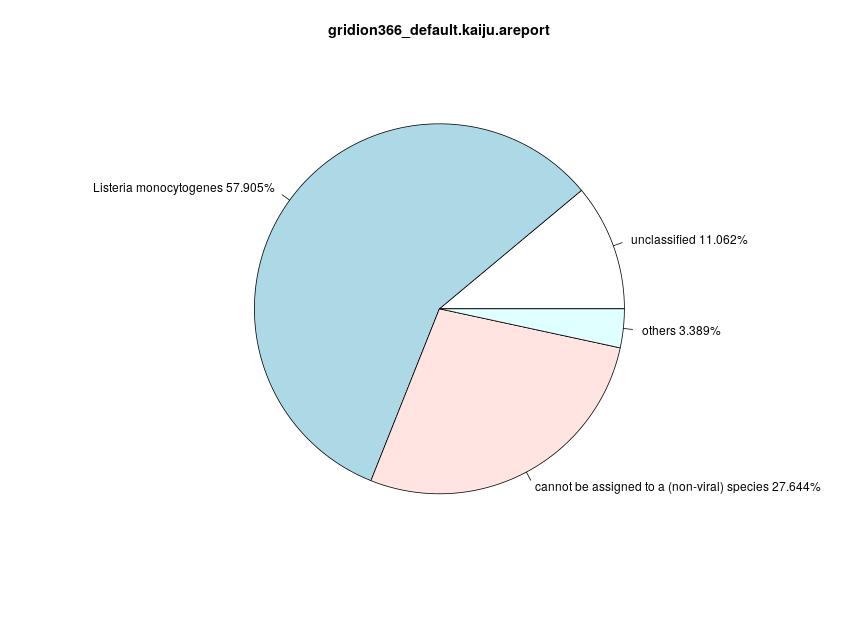 gridion366_default.kaiju.areport
Listeria monocytogenes 57.905%
unclassified 11.062%
others 3.389%
cannot be assigned to a (non-viral) species 27.644%